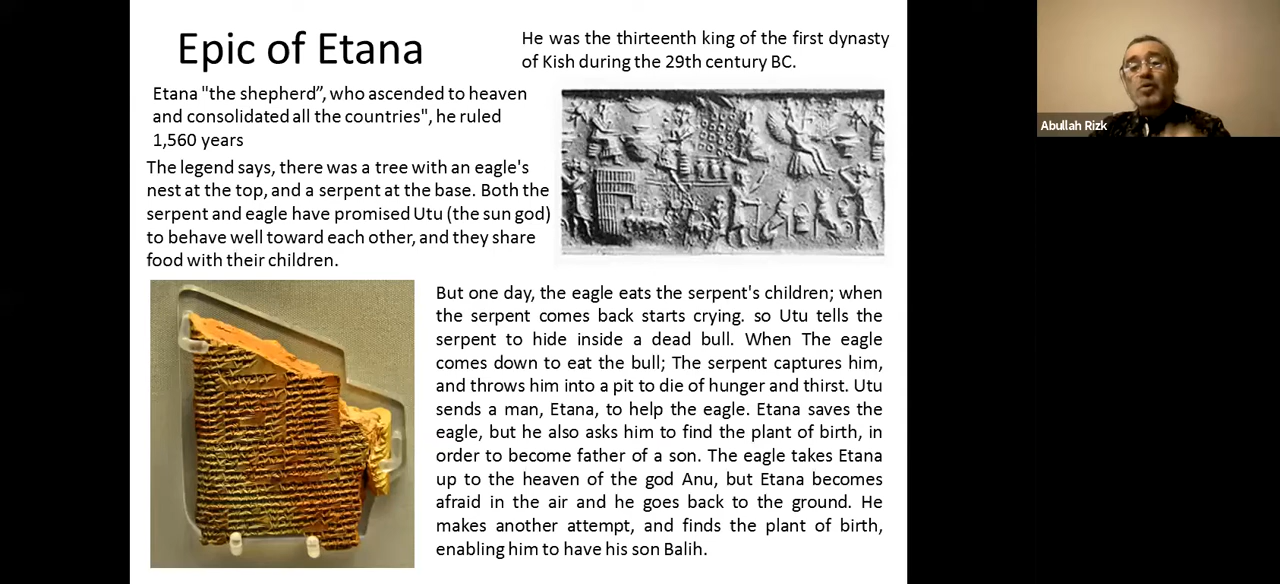 Epic of Etana
He was the thirteenth king of the first dynasty
of Kish during the 29th century BC.
Etana "the shepherd”, who ascended to heaven
and consolidated all the countries", he ruled
1,560 years
The legend says, there was a tree with an eagle's
nest at the top, and a serpent at the base. Both the
serpent and eagle have promised Utu (the sun god)
to behave well toward each other, and they share
food with their children.
But one day, the eagle eats the serpent's children; when
the serpent comes back starts crying. so Utu tells the
serpent to hide inside a dead bull. When The eagle
comes down to eat the bull; The serpent captures him,
and throws him into a pit to die of hunger and thirst. Utu
sends a man, Etana, to help the eagle. Etana saves the
eagle, but he also asks him to find the plant of birth, in
order to become father of a son. The eagle takes Etana
up to the heaven of the god Anu, but Etana becomes
afraid in the air and he goes back to the ground. He
makes another attempt, and finds the plant of birth,
enabling him to have his son Balih.
Abullah Rizk